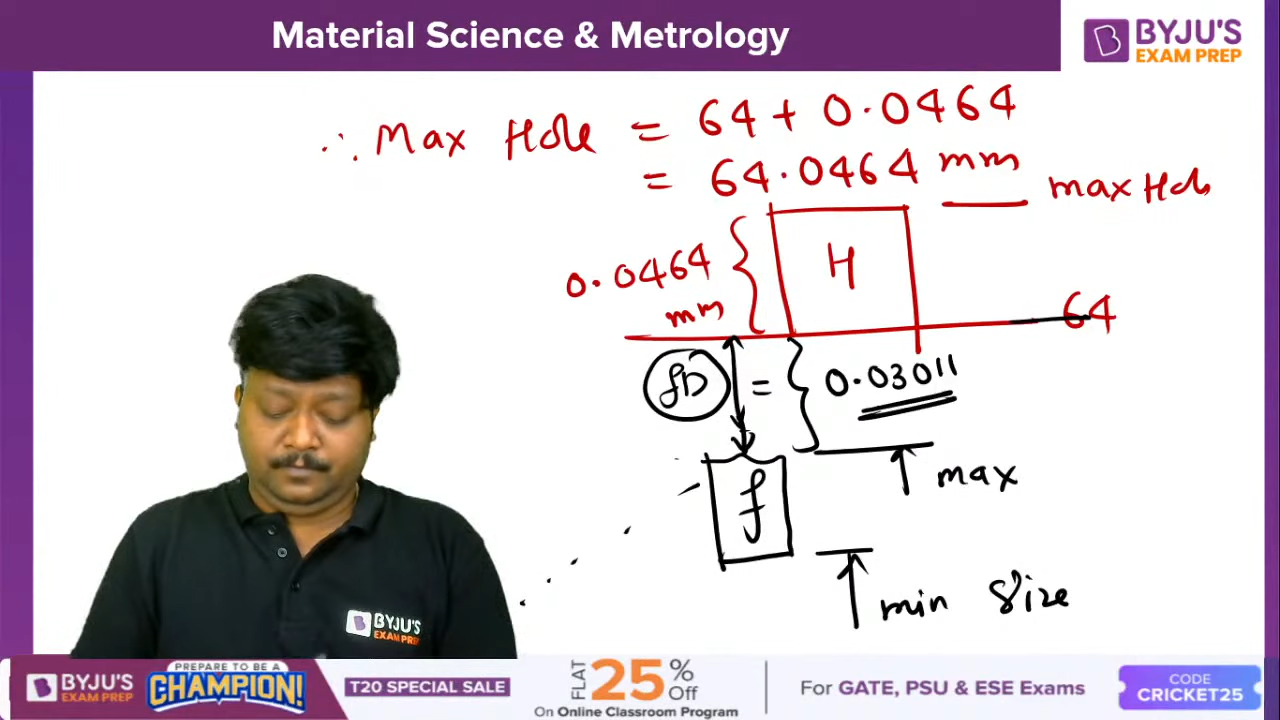 Material Science & Metrology
BYJU'S
EXAM PREP
∴ Max Hole = 64 + 0.0464
= 64.0464 mm
max Hole
0.0464
mm
H
64
fD = 0.03011
f
max
min size
BYJU'S
EXAM PREP
BYJU'S
EXAM PREP
PREPARE TO BE A
CHAMPION!
T20 SPECIAL SALE
FLAT 25% Off
On Online Classroom Program
For GATE, PSU & ESE Exams
CODE
CRICKET25